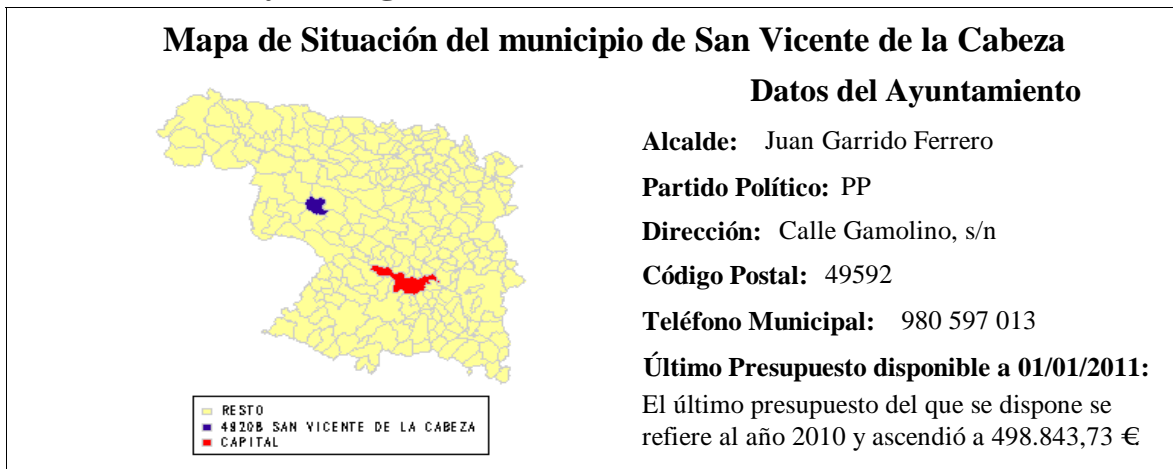 Mapa de Situación del municipio de San Vicente de la Cabeza
Datos del Ayuntamiento
Alcalde: Juan Garrido Ferrero
Partido Político: PP
Dirección: Calle Gamolino, s/n
Código Postal: 49592
Teléfono Municipal: 980 597 013
Último Presupuesto disponible a 01/01/2011:
El último presupuesto del que se dispone se
refiere al año 2010 y ascendió a 498.843,73 €
RESTO
49208 SAN VICENTE DE LA CABEZA
CAPITAL